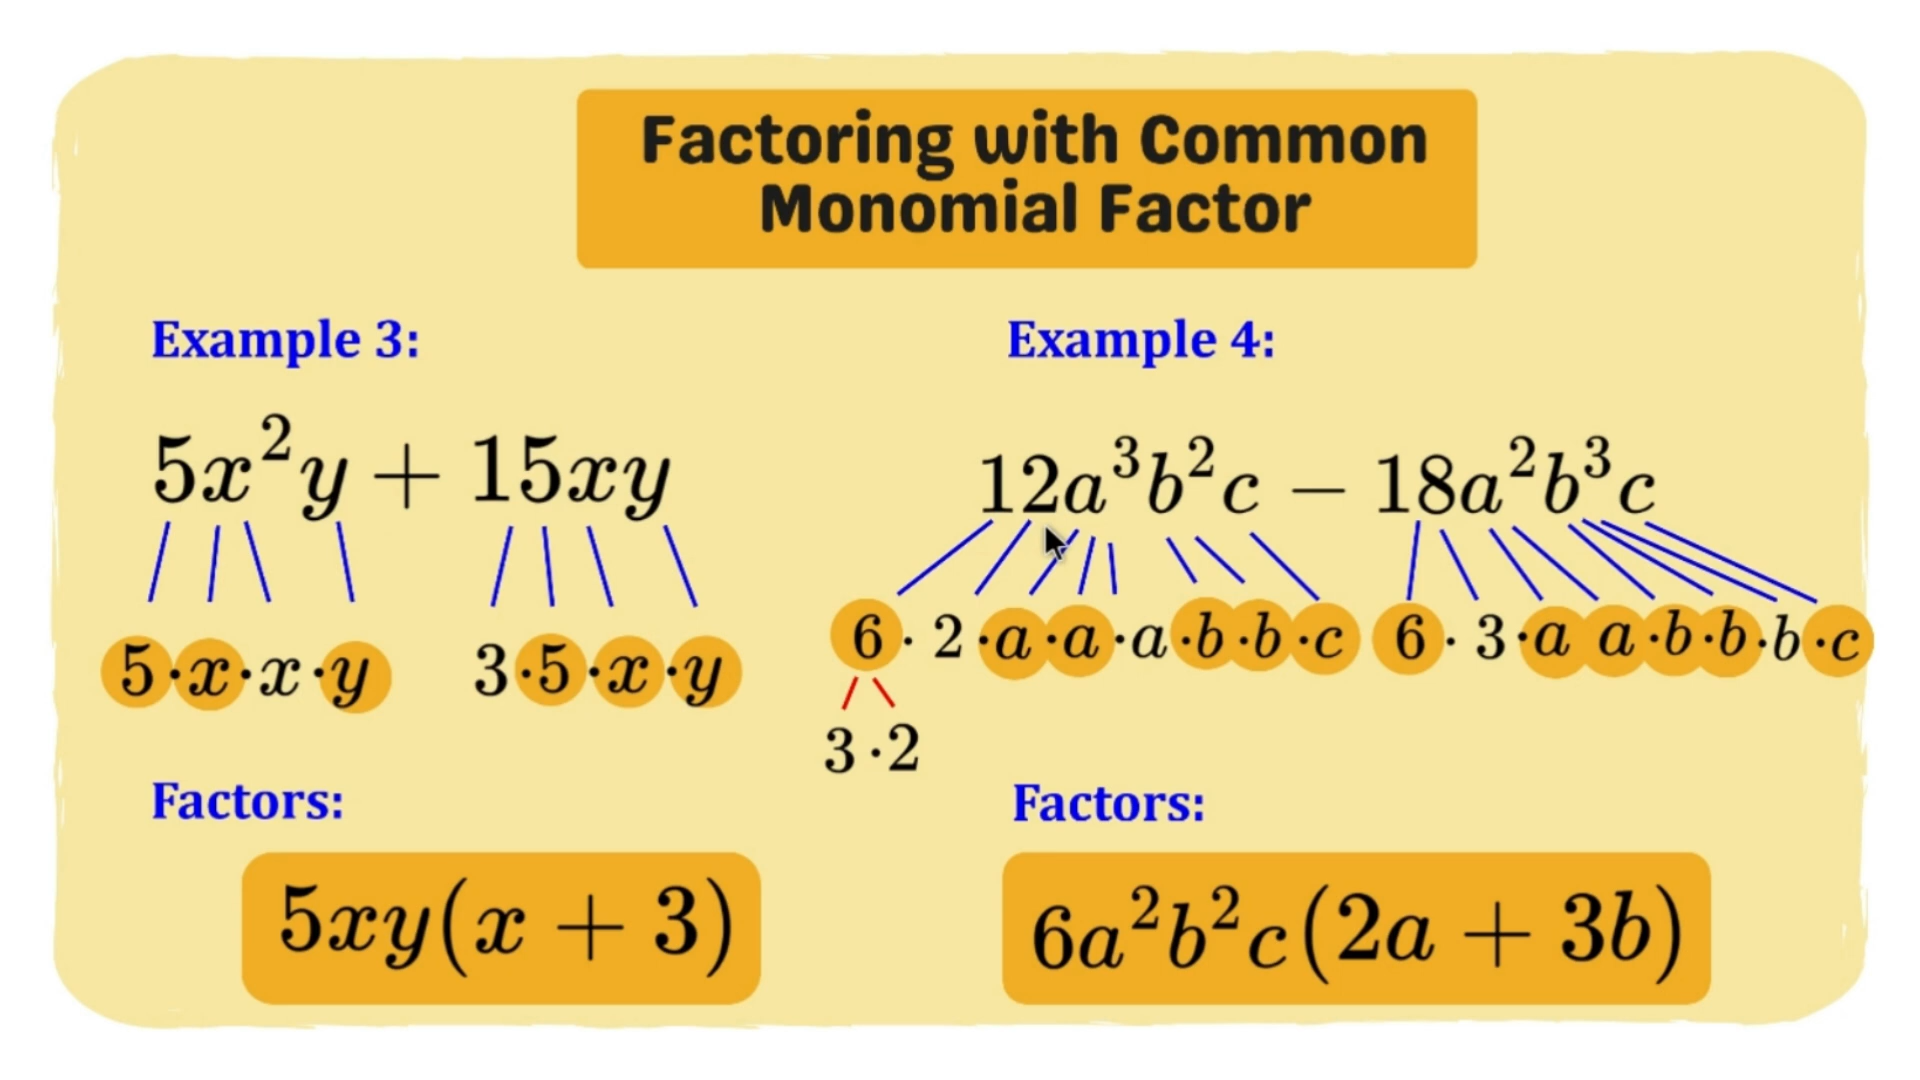 Factoring with Common
Monomial Factor
Example 3:
5x²y + 15xy
5·x·x·y 3·5·x·y
Factors:
5xy(x + 3)
Example 4:
12a³b²c − 18a²b³c
6·2·a·a·a·b·b·c 6·3·a a·b·b·b·c
3·2
Factors:
6a²b²c(2a + 3b)